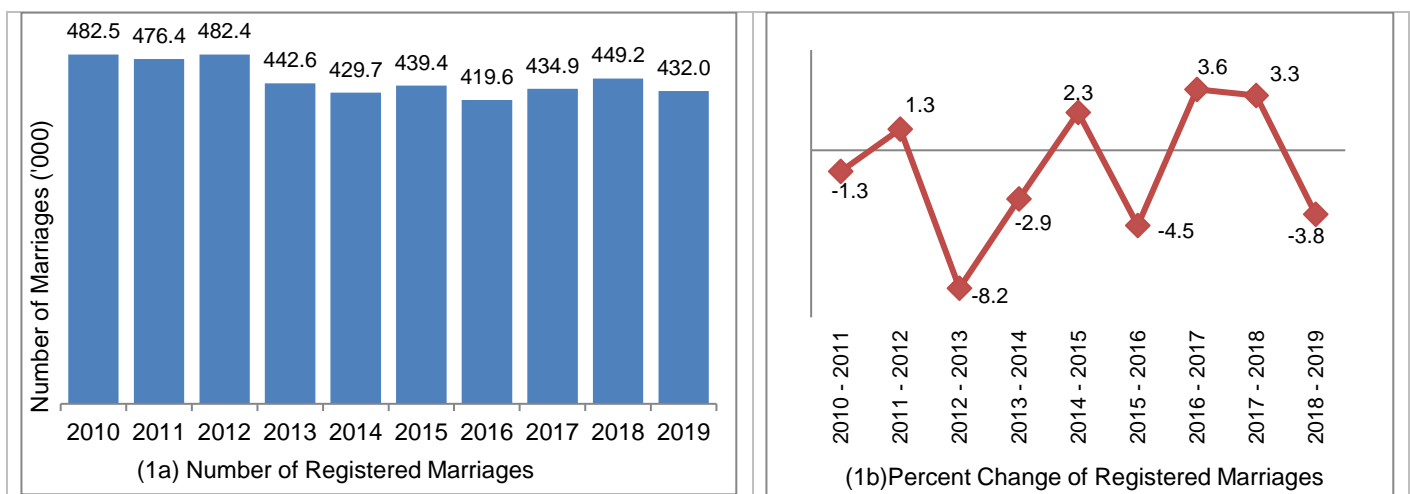 482.5 476.4 482.4 442.6 429.7 439.4 419.6 434.9 449.2 432.0
Number of Marriages ('000)
2010 2011 2012 2013 2014 2015 2016 2017 2018 2019
(1a) Number of Registered Marriages
-1.3
1.3
-8.2
-2.9
2.3
-4.5
3.6
3.3
-3.8
2010 - 2011
2011 - 2012
2012 - 2013
2013 - 2014
2014 - 2015
2015 - 2016
2016 - 2017
2017 - 2018
2018 - 2019
(1b)Percent Change of Registered Marriages